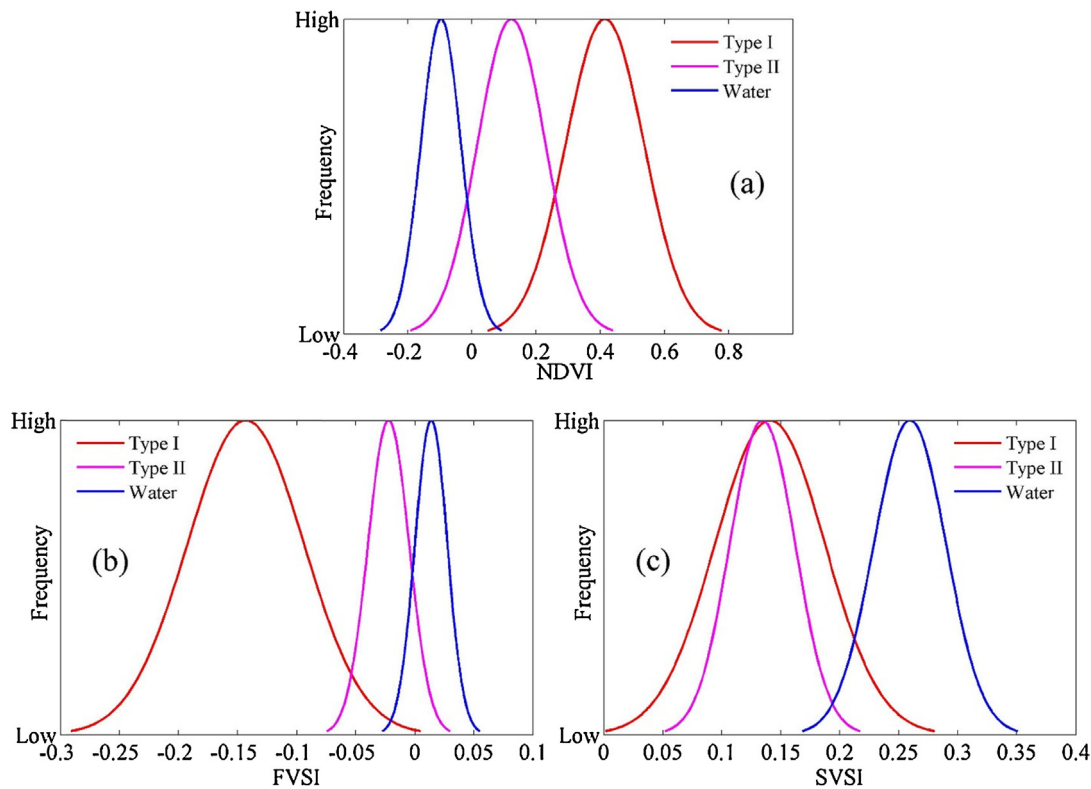 High
Type I
Type II
Water
Frequency
(a)
Low
-0.4 -0.2 0 0.2 0.4 0.6 0.8
NDVI
High
Type I
Type II
Water
Frequency
(b)
Low
-0.3 -0.25 -0.2 -0.15 -0.1 -0.05 0 0.05 0.1
FVSI
High
Type I
Type II
Water
Frequency
(c)
Low
0 0.05 0.1 0.15 0.2 0.25 0.3 0.35 0.4
SVSI